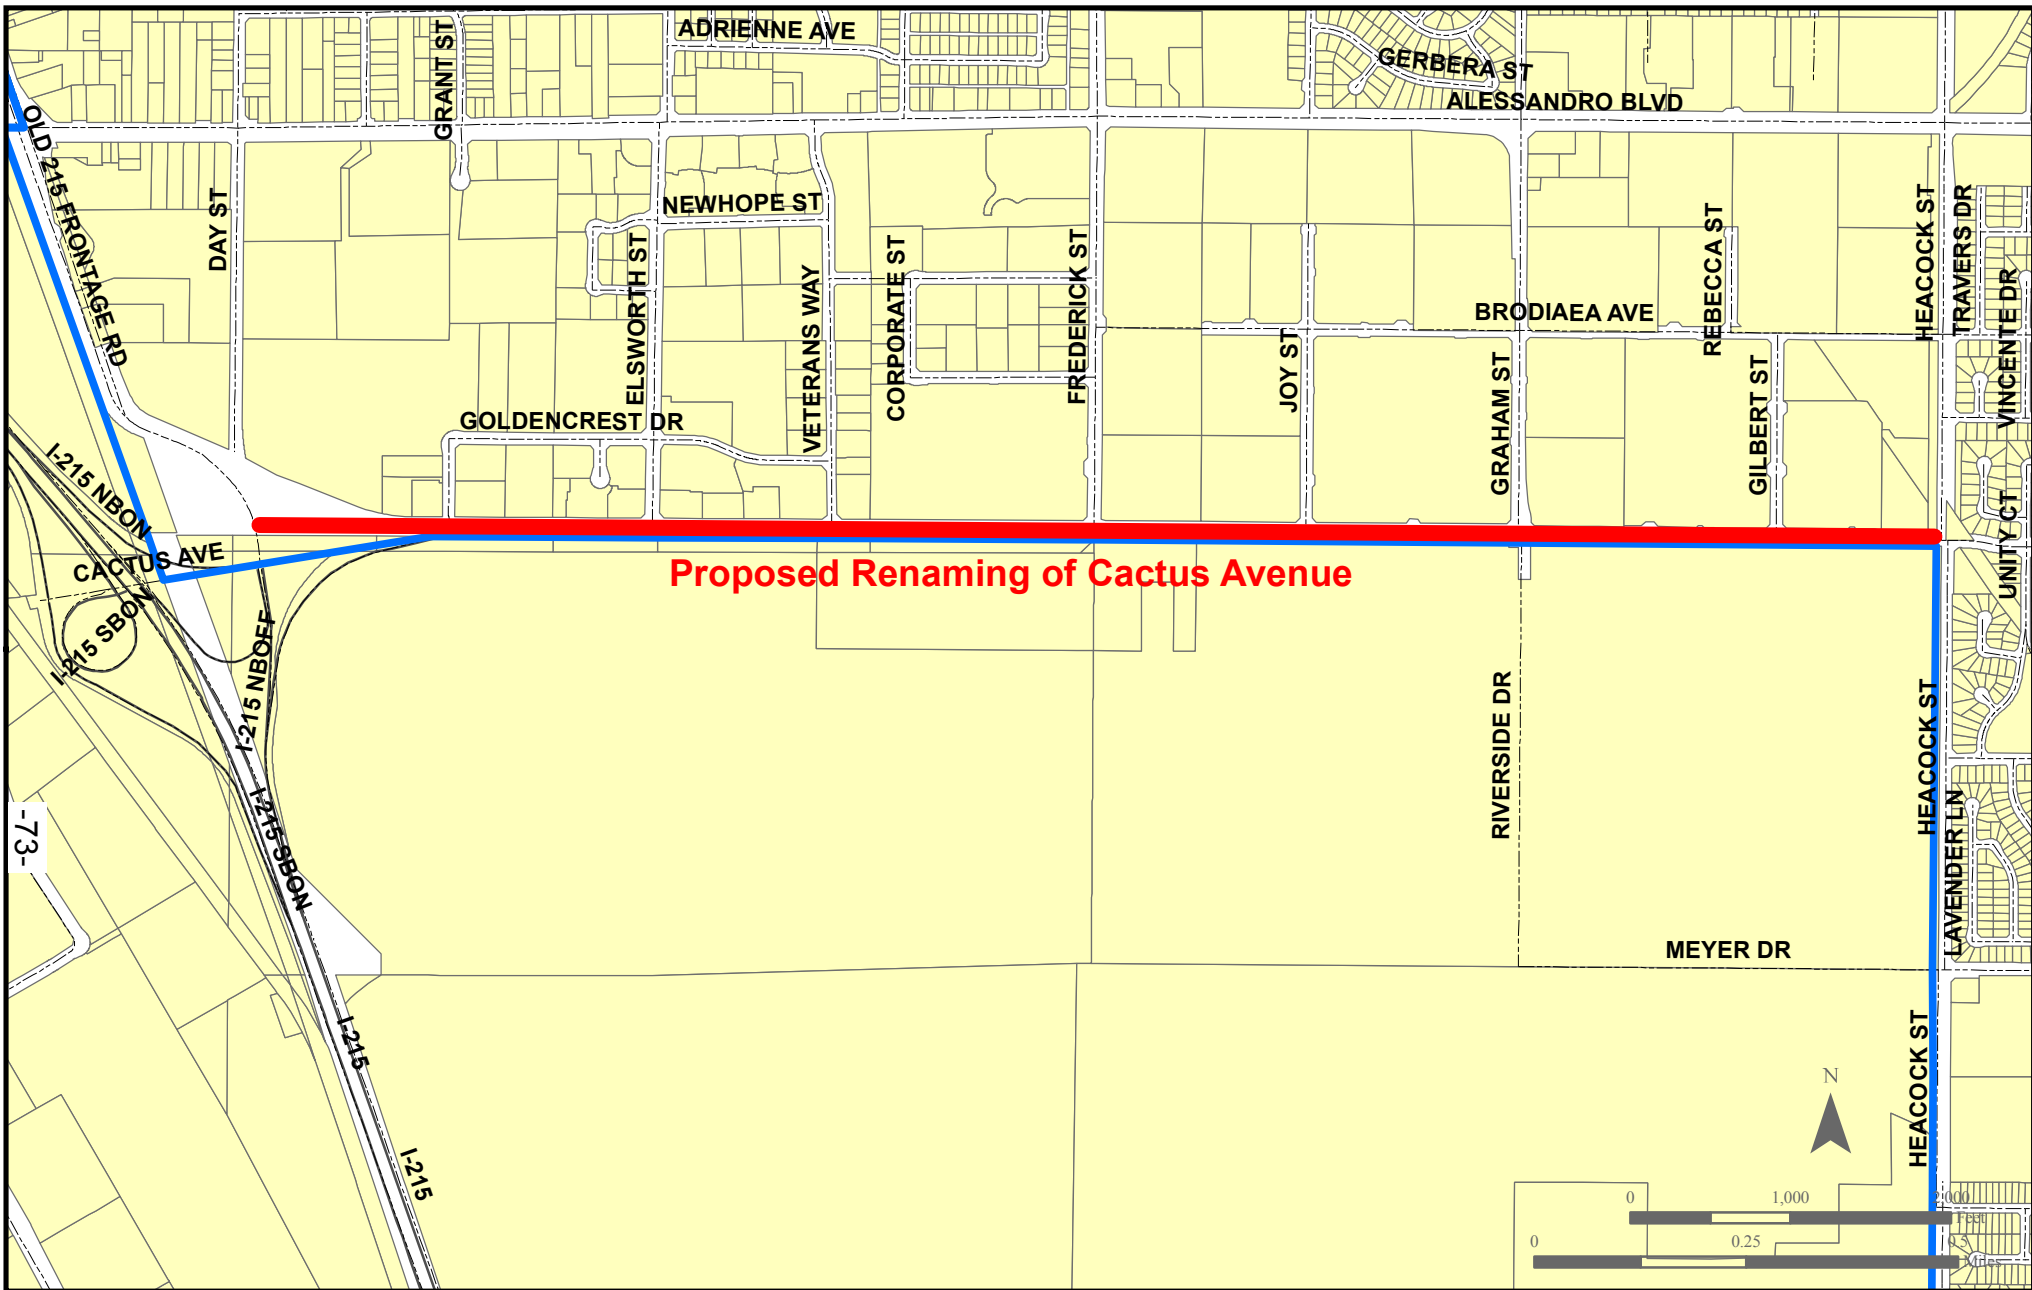 ADRIENNE AVE
GRANT ST
GERBERA ST
ALESSANDRO BLVD
OLD 215 FRONTAGE RD
DAY ST
NEWHOPE ST
ELSWORTH ST
VETERANS WAY
CORPORATE ST
FREDERICK ST
JOY ST
GRAHAM ST
BRODIAEA AVE
REBECCA ST
GILBERT ST
HEACOCK ST
TRAVERS DR
VINCENTE DR
UNITY CT
GOLDENCREST DR
I-215 NBON
CACTUS AVE
I-215 SBON
I-215 NBOFF
Proposed Renaming of Cactus Avenue
RIVERSIDE DR
HEACOCK ST
LAVENDER LN
-73-
I-215 SBON
MEYER DR
I-215
I-215
HEACOCK ST
N
0 1,000 2,000
Feet
0 0.25 0.5
Miles